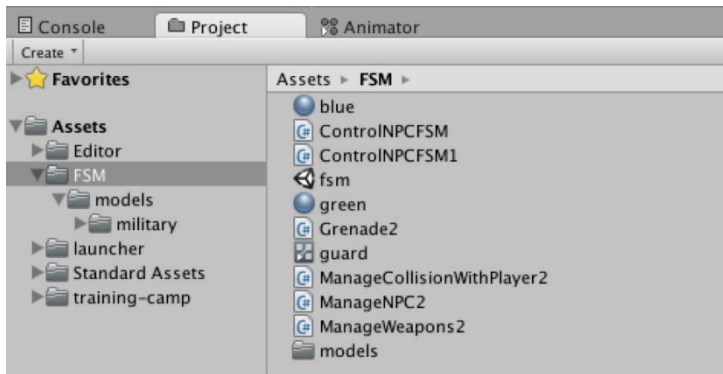 Console Project Animator
Create
Favorites
Assets
Editor
FSM
models
military
launcher
Standard Assets
training-camp
Assets FSM
blue
ControlNPCFSM
ControlNPCFSM1
fsm
green
Grenade2
guard
ManageCollisionWithPlayer2
ManageNPC2
ManageWeapons2
models